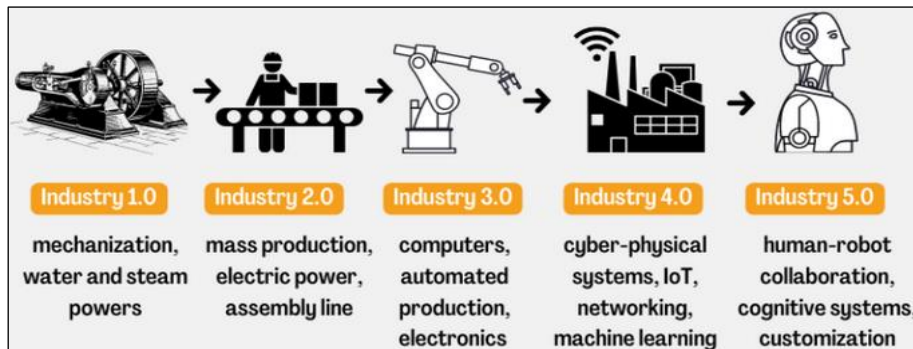 Industry 1.0
mechanization,
water and steam
powers
Industry 2.0
mass production,
electric power,
assembly line
Industry 3.0
computers,
automated
production,
electronics
Industry 4.0
cyber-physical
systems, IoT,
networking,
machine learning
Industry 5.0
human-robot
collaboration,
cognitive systems,
customization